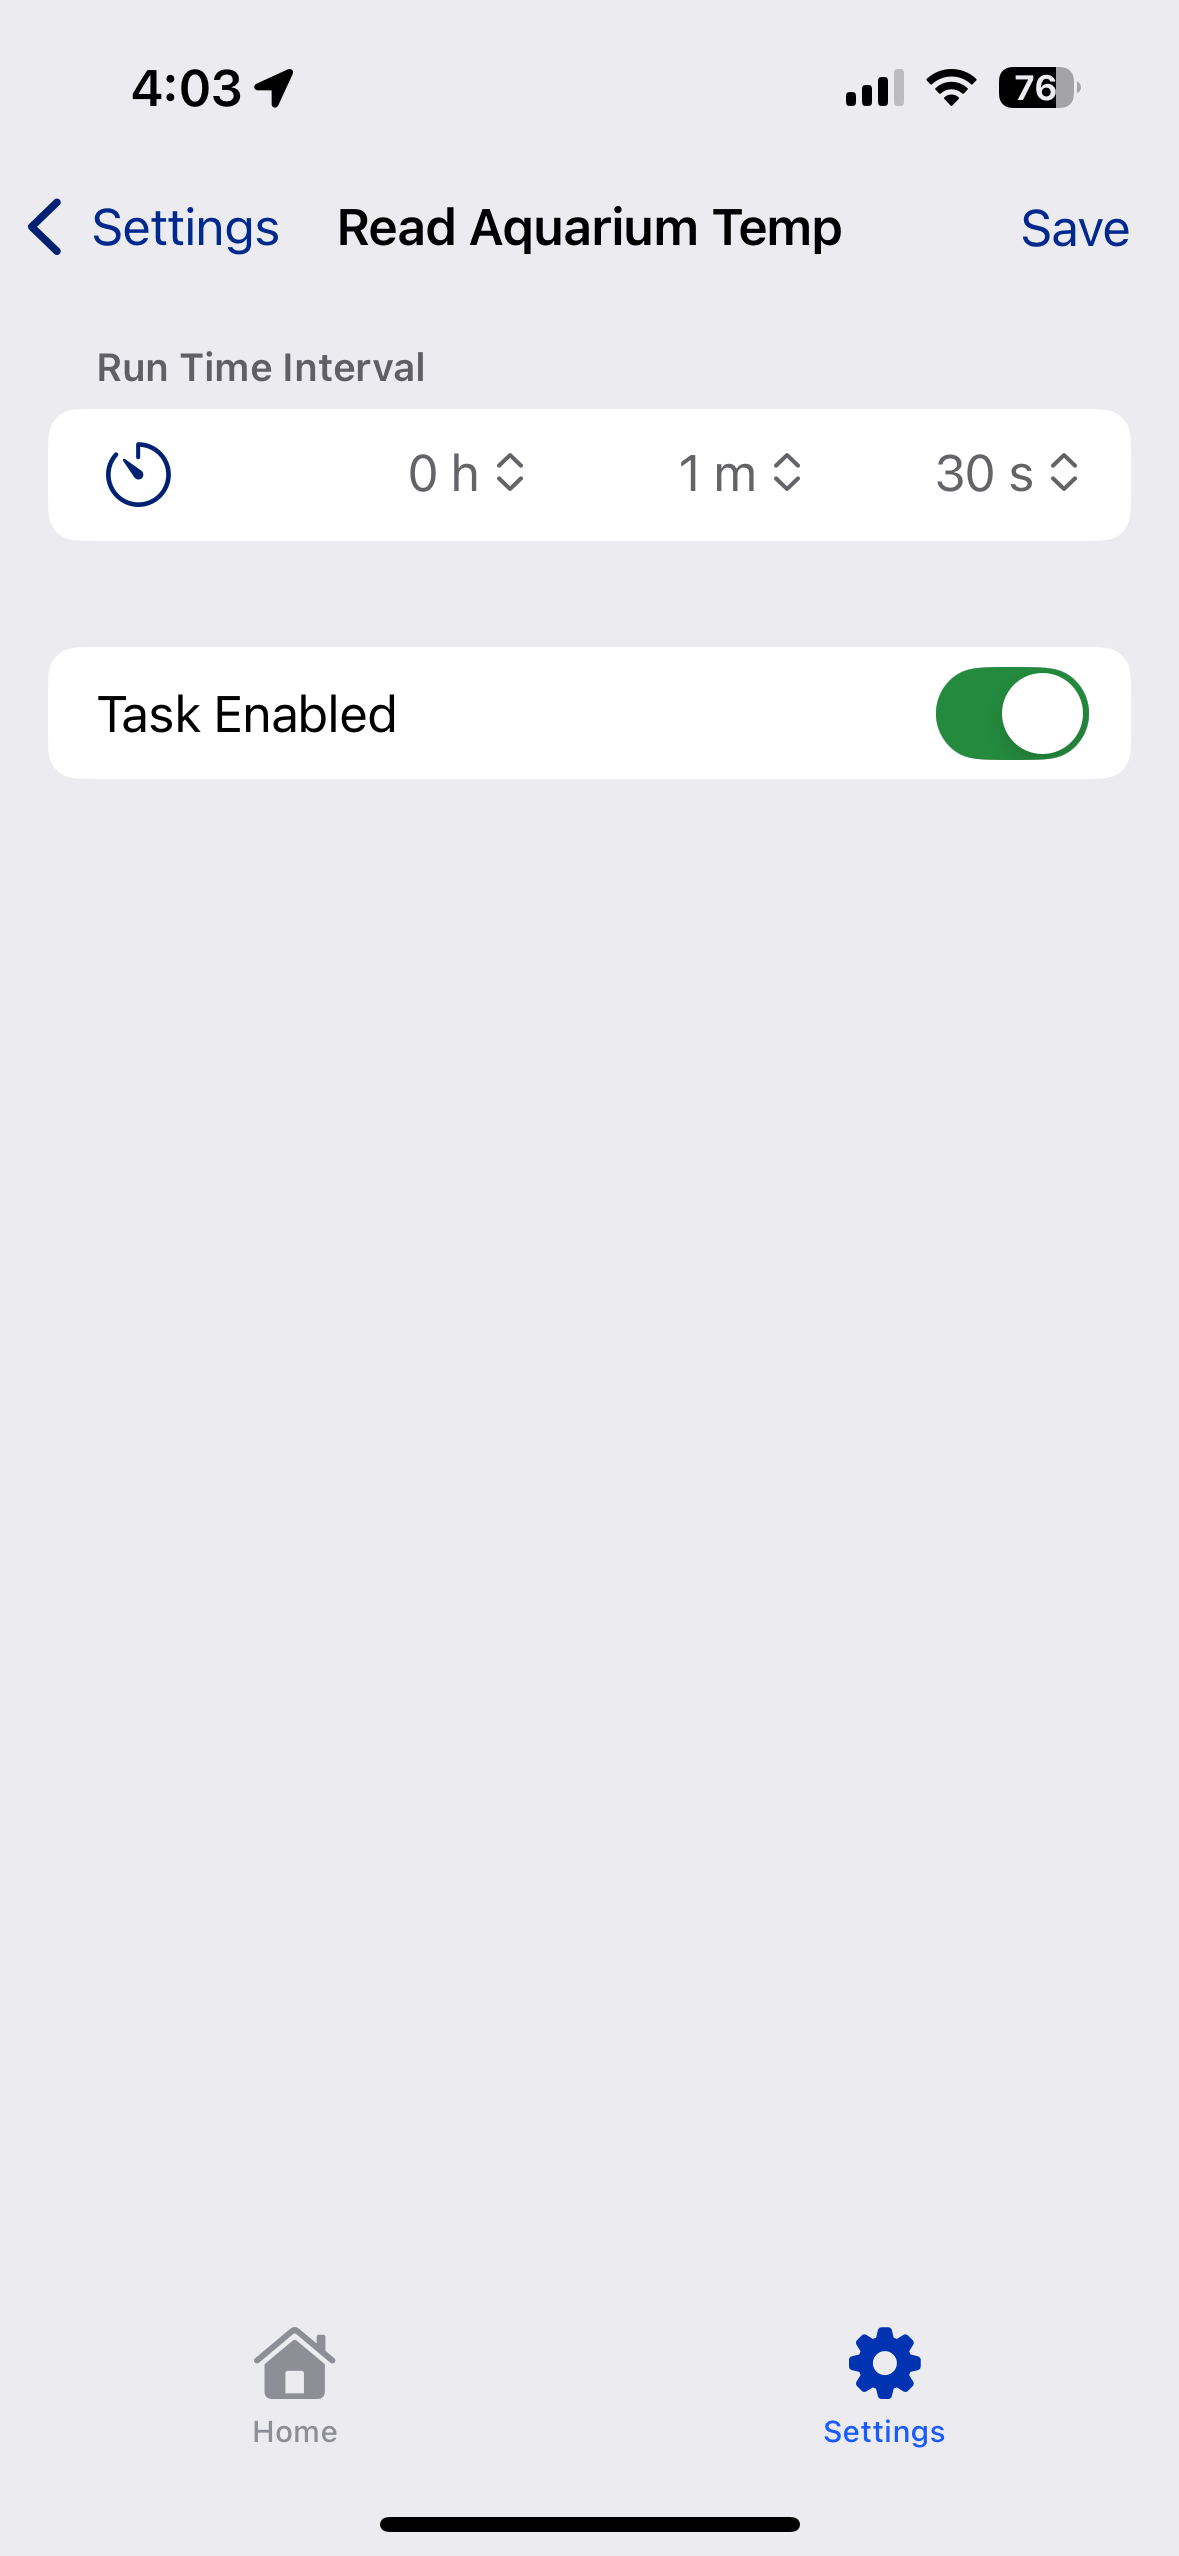 4:03 76
Settings Read Aquarium Temp Save
Run Time Interval
0 h 1 m 30 s
Task Enabled
Home Settings